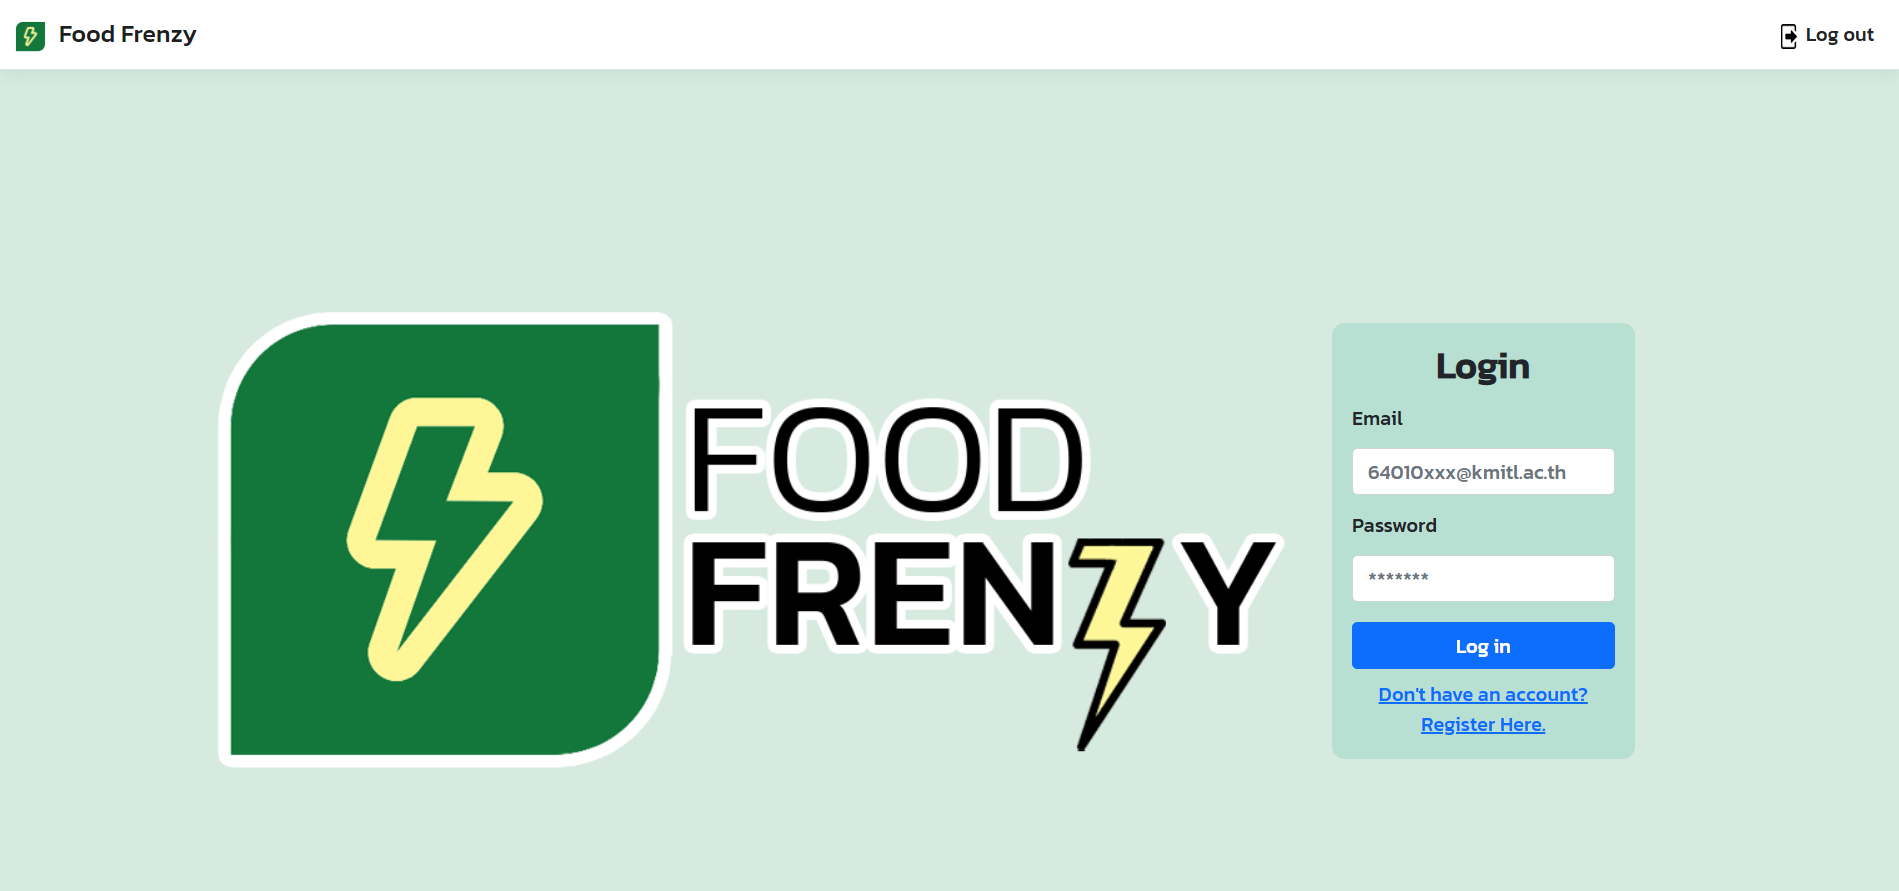 Food Frenzy
Log out
FOOD
FRENZY
Login
Email
64010xxx@kmitl.ac.th
Password
*******
Log in
Don't have an account?
Register Here.